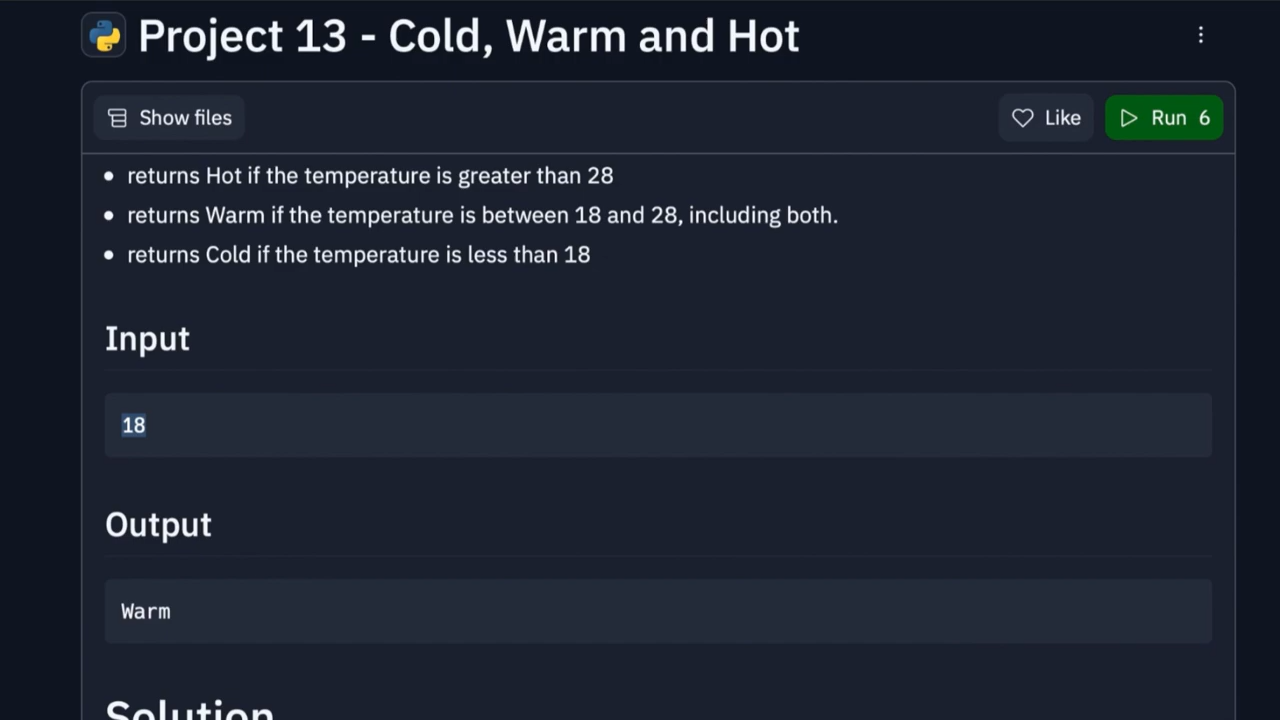 Project 13 - Cold, Warm and Hot
Show files
Like
Run 6
returns Hot if the temperature is greater than 28
returns Warm if the temperature is between 18 and 28, including both.
returns Cold if the temperature is less than 18
Input
18
Output
Warm
Solution